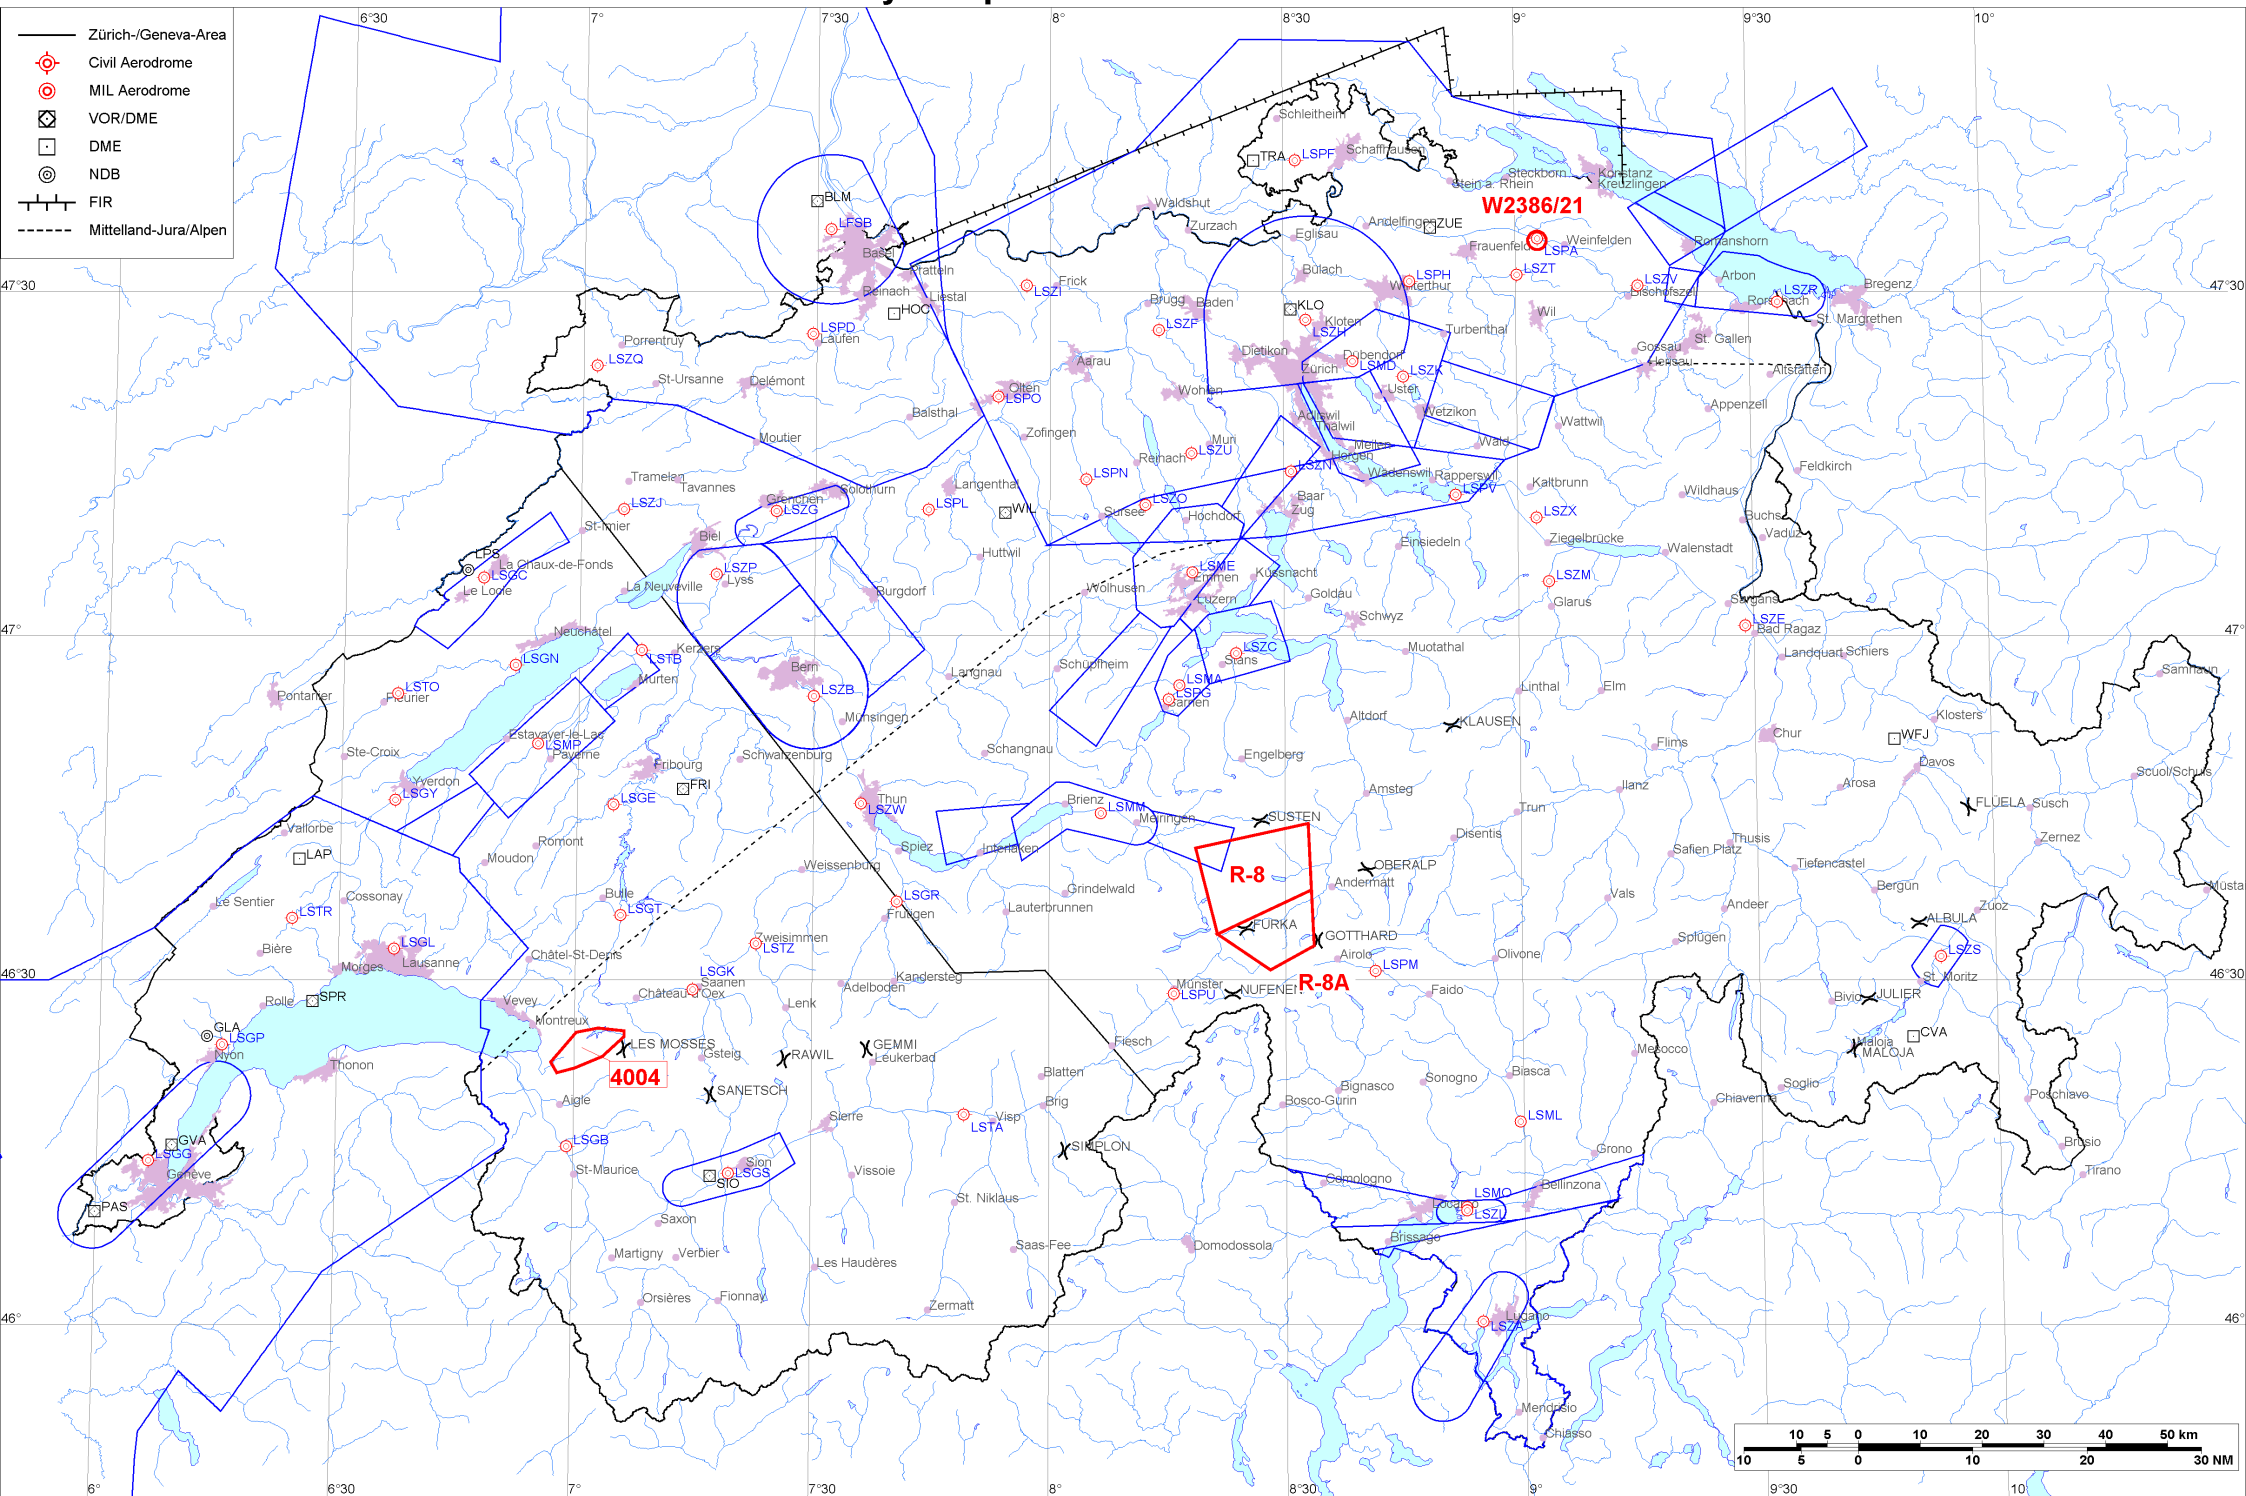 6°30
7°
7°30
8°
8°30
9°
9°30
10°
Zürich-/Geneva-Area
Civil Aerodrome
MIL Aerodrome
VOR/DME
DME
NDB
FIR
Mittelland-Jura/Alpen
Schleitheim
TRA
LSPF
Schaffhausen
Steckborn
Konstanz
Stein a. Rhein
Kreuzlingen
BLM
Waldshut
W2386/21
LFSB
Zurzach
Andelfingen
ZUE
Eglisau
Weinfelden
Romanshorn
Basel
Frauenfeld
LSPA
Pratteln
Bülach
LSPH
LSZT
Arbon
47°30
Reinach
Liestal
LSZI
Frick
Winterthur
LSZV
Bischofszell
LSZR
Bregenz
47°30
HOC
Brugg
Baden
KLO
Rorschach
LSPD
Laufen
LSZF
Kloten
LSZH
Wil
St. Margrethen
Porrentruy
Turbenthal
LSZQ
Aarau
Dietikon
Dübendorf
LSMD
Gossau
St. Gallen
Herisau
Altstätten
St-Ursanne
Delémont
Zürich
LSZK
Olten
LSPO
Wohlen
Uster
Balsthal
Adliswil
Wetzikon
Appenzell
Moutier
Zofingen
Thalwil
Wattwil
Muri
LSZU
Meilen
Wald
Reinach
Horgen
LSZN
Feldkirch
Tramelan
Tavannes
LSPN
Wädenswil
Rapperswil
Grenchen
Solothurn
Langenthal
LSPV
Kaltbrunn
Wildhaus
LSZJ
LSZG
LSPL
WIL
LSZO
Baar
Zug
LSZX
Sursee
Hochdorf
Buchs
St-Imier
Biel
Vaduz
Ziegelbrücke
Einsiedeln
Walenstadt
LPS
La Chaux-de-Fonds
Huttwil
LSGC
LSZP
Lyss
LSME
Emmen
Küssnacht
LSZM
Le Locle
La Neuveville
Burgdorf
Wolhusen
Luzern
Goldau
Glarus
Sargans
Schwyz
LSZE
Bad Ragaz
47°
Neuchâtel
47°
Kerzers
LSTB
LSZC
Stans
Muotathal
Landquart
Schiers
LSGN
Bern
Schüpfheim
Samnaun
Murten
Langnau
LSMA
LSPG
Sarnen
Linthal
Elm
Pontarlier
LSTO
Fleurier
LSZB
Münsingen
Altdorf
KLAUSEN
Klosters
Estavayer-le-Lac
LSMP
Payerne
Chur
WFJ
Ste-Croix
Schwarzenburg
Schangnau
Engelberg
Flims
Fribourg
Davos
Yverdon
LSGY
FRI
Scuol/Schuls
LSGE
Thun
LSZW
Brienz
LSMM
Meiringen
Amsteg
Ilanz
Arosa
FLÜELA
Susch
Trun
SUSTEN
Vallorbe
Romont
Disentis
Thusis
Zernez
LAP
Moudon
Spiez
Interlaken
Safien Platz
Weissenburg
R-8
OBERALP
Tiefencastel
Andermatt
Bulle
LSGR
Grindelwald
Vals
Bergün
Müsta
Cossonay
Le Sentier
LSTR
LSGT
Frutigen
Lauterbrunnen
Andeer
Zuoz
FURKA
ALBULA
GOTTHARD
Zweisimmen
LSTZ
Splügen
Bière
LSGL
Lausanne
Morges
Châtel-St-Denis
Airolo
LSPM
Olivone
LSZS
46°30
LSGK
Saanen
Kandersteg
Adelboden
Münster
LSPU
NUFENEN
R-8A
St. Moritz
46°30
Rolle
SPR
Vevey
Château d'Oex
Lenk
Faido
Bivio
JULIER
Montreux
GLA
LSGP
Nyon
LES MOSSES
GEMMI
Fiesch
CVA
Maloja
MALOJA
Gsteig
RAWIL
Leukerbad
Mesocco
Thonon
4004
Blatten
Sonogno
Biasca
Bignasco
Soglio
SANETSCH
Aigle
Brig
Bosco-Gurin
Chiavenna
Poschiavo
Sierre
LSTA
Visp
LSML
GVA
LSGG
LSGB
SIMPLON
Grono
Brusio
Genève
St-Maurice
Sion
LSGS
SIO
Vissoie
Comologno
Bellinzona
Tirano
LSMO
St. Niklaus
Locarno
LSZL
PAS
Saxon
Brissago
Martigny
Verbier
Saas-Fee
Domodossola
Les Haudères
Orsières
Fionnay
Zermatt
46°
Lugano
LSZA
46°
Mendrisio
Chiasso
10 5 0 10 20 30 40 50 km
10 5 0 10 20 30 NM
6°
6°30
7°
7°30
8°
8°30
9°
9°30
10°